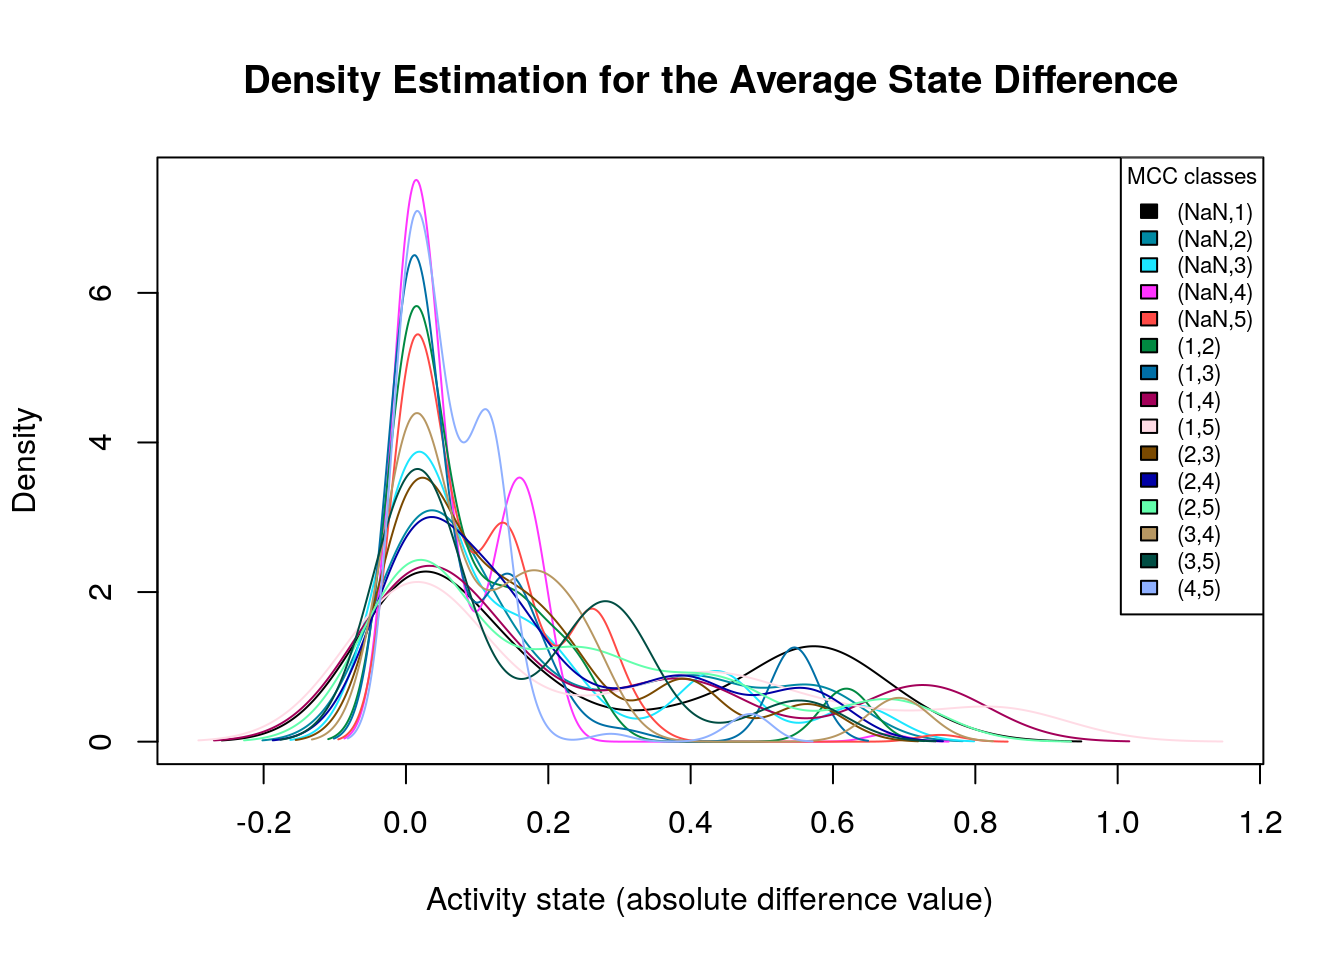 Density Estimation for the Average State Difference
MCC classes
(NaN,1)
(NaN,2)
(NaN,3)
(NaN,4)
(NaN,5)
(1,2)
(1,3)
(1,4)
(1,5)
(2,3)
(2,4)
(2,5)
(3,4)
(3,5)
(4,5)
Density
6
4
2
0
-0.2 0.0 0.2 0.4 0.6 0.8 1.0 1.2
Activity state (absolute difference value)